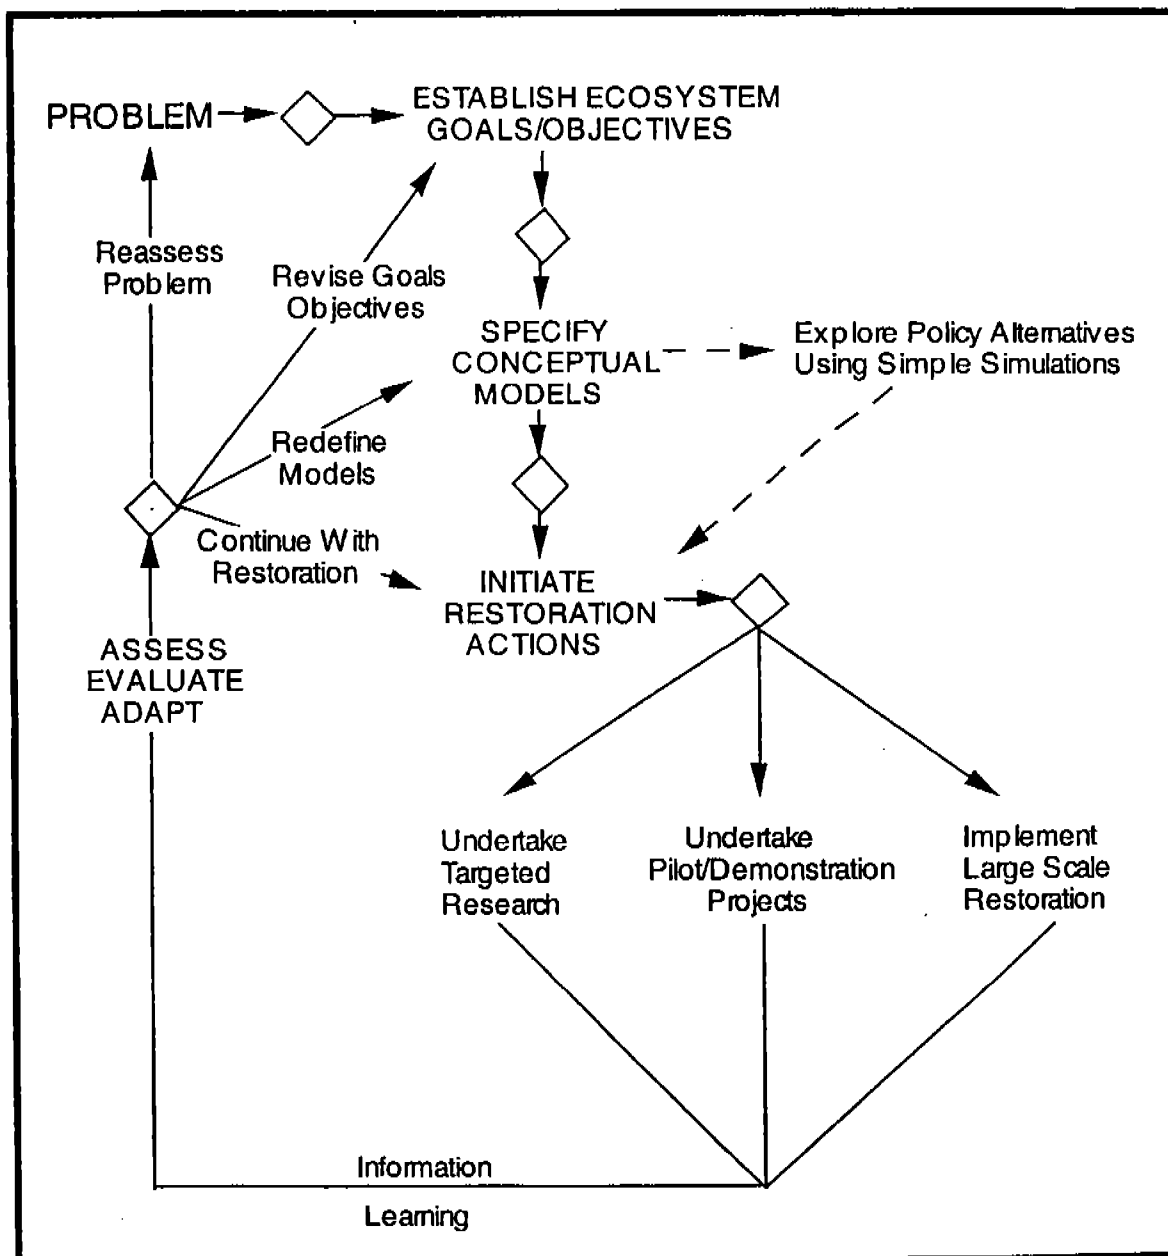 PROBLEM
ESTABLISH ECOSYSTEM
GOALS/OBJECTIVES
Reassess
Problem
Revise Goals
Objectives
SPECIFY
CONCEPTUAL
MODELS
Explore Policy Alternatives
Using Simple Simulations
Redefine
Models
Continue With
Restoration
INITIATE
RESTORATION
ACTIONS
ASSESS
EVALUATE
ADAPT
Undertake
Targeted
Research
Undertake
Pilot/Demonstration
Projects
Implement
Large Scale
Restoration
Information
Learning